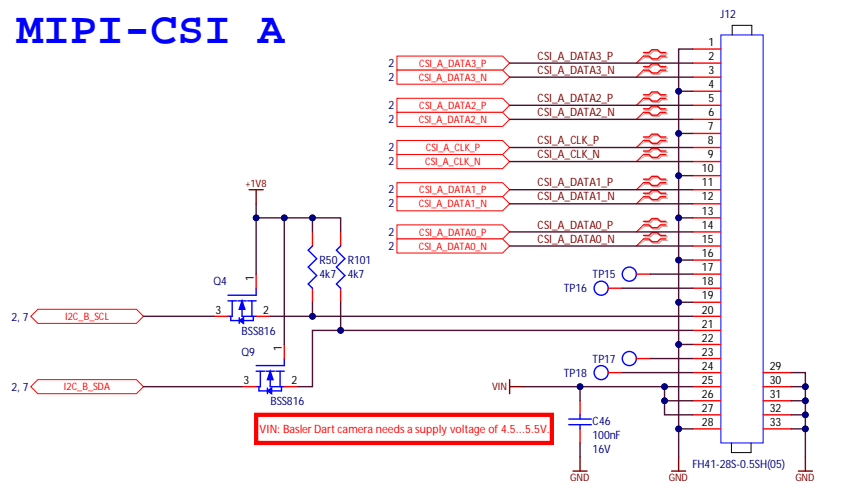 MIPI-CSI A
J12
2 CSI_A_DATA3_P CSI_A_DATA3_P
2 CSI_A_DATA3_N CSI_A_DATA3_N
2 CSI_A_DATA2_P CSI_A_DATA2_P
2 CSI_A_DATA2_N CSI_A_DATA2_N
2 CSI_A_CLK_P CSI_A_CLK_P
2 CSI_A_CLK_N CSI_A_CLK_N
2 CSI_A_DATA1_P CSI_A_DATA1_P
2 CSI_A_DATA1_N CSI_A_DATA1_N
2 CSI_A_DATA0_P CSI_A_DATA0_P
2 CSI_A_DATA0_N CSI_A_DATA0_N
1
2
3
4
5
6
7
8
9
10
11
12
13
14
15
16
17
18
19
20
21
22
23
24
25
26
27
28
29
30
31
32
33
FH41-28S-0.5SH(05)
+1V8
R50 R101
4k7 4k7
TP15
TP16
Q4
1
2, 7 I2C_B_SCL 3 2
BSS816
Q9
1
2, 7 I2C_B_SDA 3 2
BSS816
TP17
TP18
VIN
VIN: Basler Dart camera needs a supply voltage of 4.5...5.5V.
C46
100nF
16V
GND GND GND